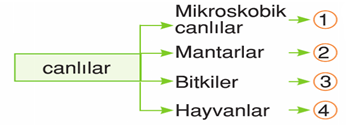 Mikroskobik
canlılar
1
canlılar
Mantarlar
2
Bitkiler
3
Hayvanlar
4